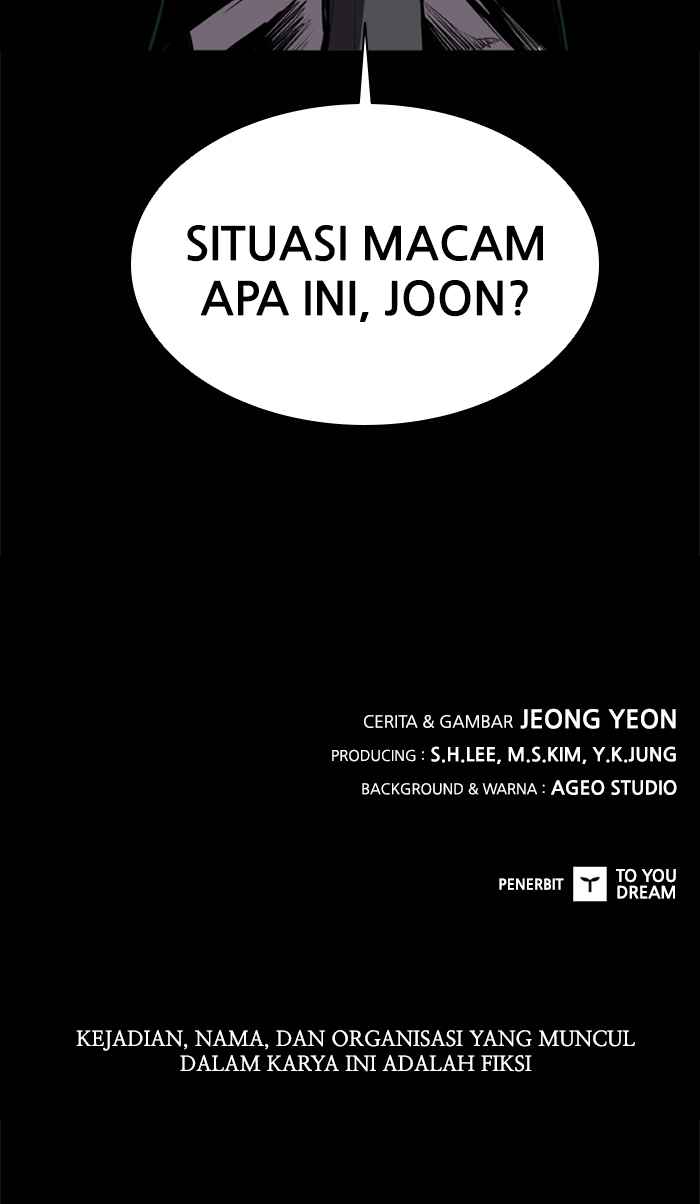 SITUASI MACAM
APA INI, JOON?
CERITA & GAMBAR JEONG YEON
PRODUCING : S.H.LEE, M.S.KIM, Y.K.JUNG
BACKGROUND & WARNA : AGEO STUDIO
PENERBIT TO YOU
DREAM
KEJADIAN, NAMA, DAN ORGANISASI YANG MUNCUL
DALAM KARYA INI ADALAH FIKSI